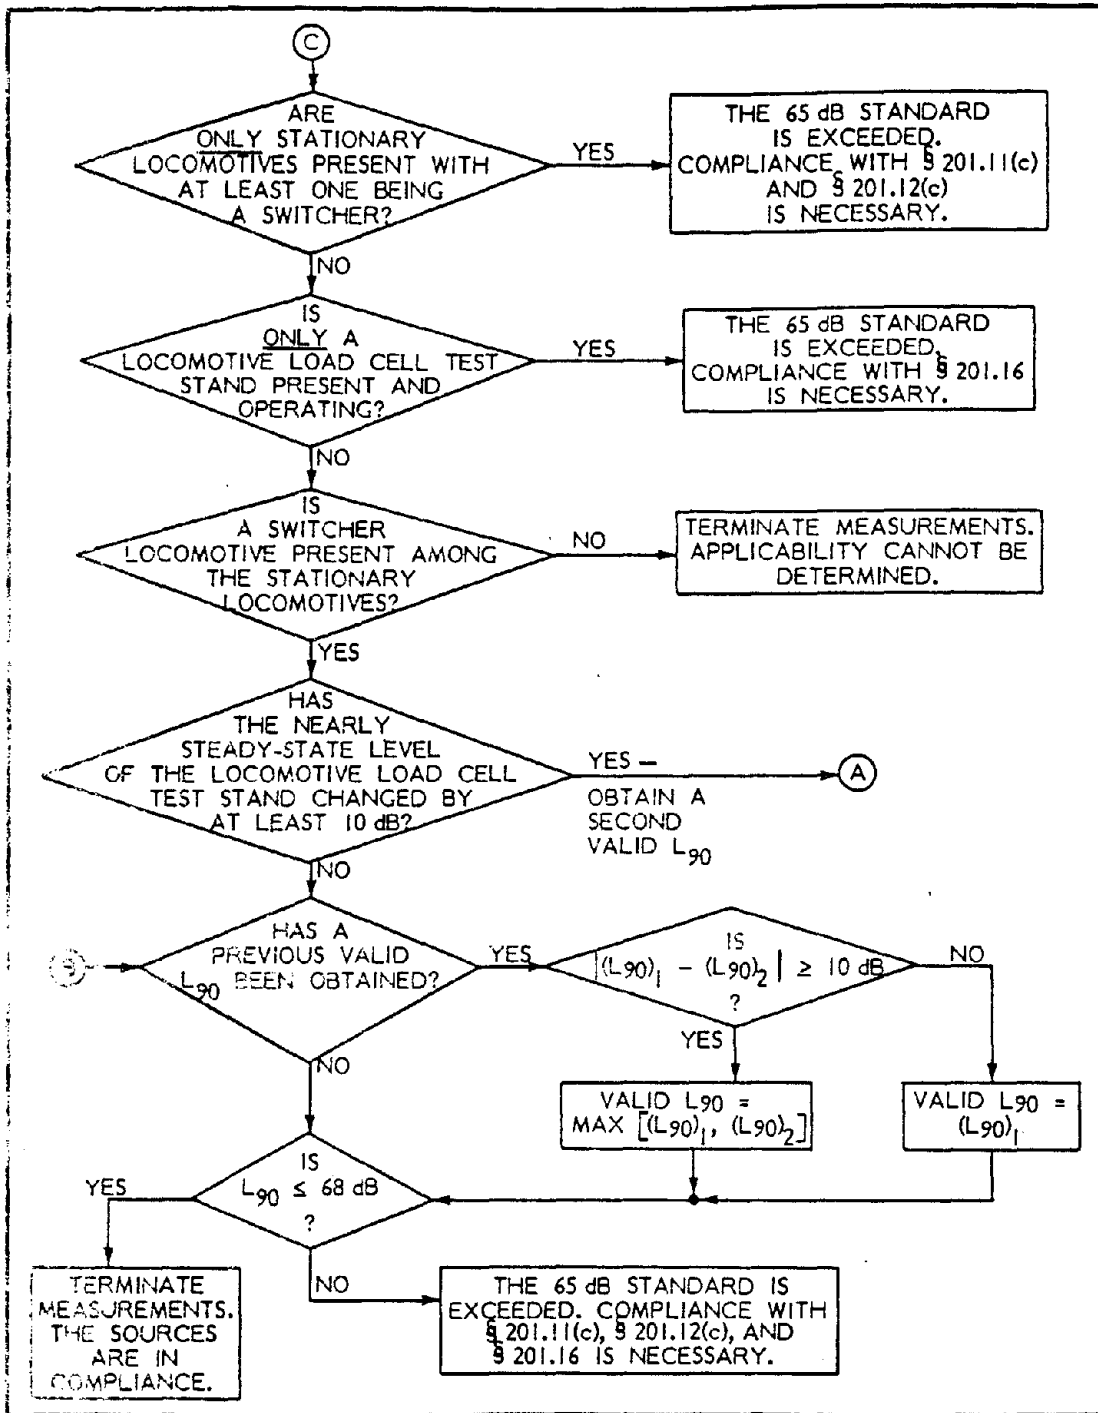 C
ARE
ONLY STATIONARY
LOCOMOTIVES PRESENT WITH
AT LEAST ONE BEING
A SWITCHER?
YES
THE 65 dB STANDARD
IS EXCEEDED.
COMPLIANCE WITH § 201.11(c)
AND § 201.12(c)
IS NECESSARY.
NO
IS
ONLY A
LOCOMOTIVE LOAD CELL TEST
STAND PRESENT AND
OPERATING?
YES
THE 65 dB STANDARD
IS EXCEEDED.
COMPLIANCE WITH § 201.16
IS NECESSARY.
NO
IS
A SWITCHER
LOCOMOTIVE PRESENT AMONG
THE STATIONARY
LOCOMOTIVES?
NO
TERMINATE MEASUREMENTS.
APPLICABILITY CANNOT BE
DETERMINED.
YES
HAS
THE NEARLY
STEADY-STATE LEVEL
OF THE LOCOMOTIVE LOAD CELL
TEST STAND CHANGED BY
AT LEAST 10 dB?
YES –
OBTAIN A
SECOND
VALID L90
A
NO
HAS A
PREVIOUS VALID
L90 BEEN OBTAINED?
YES
IS
|(L90)1 – (L90)2| ≥ 10 dB
?
NO
YES
VALID L90 =
MAX [(L90)1, (L90)2]
VALID L90 =
(L90)1
NO
IS
L90 ≤ 68 dB
?
YES
TERMINATE
MEASUREMENTS.
THE SOURCES
ARE IN
COMPLIANCE.
NO
THE 65 dB STANDARD IS
EXCEEDED. COMPLIANCE WITH
§ 201.11(c), § 201.12(c), AND
§ 201.16 IS NECESSARY.